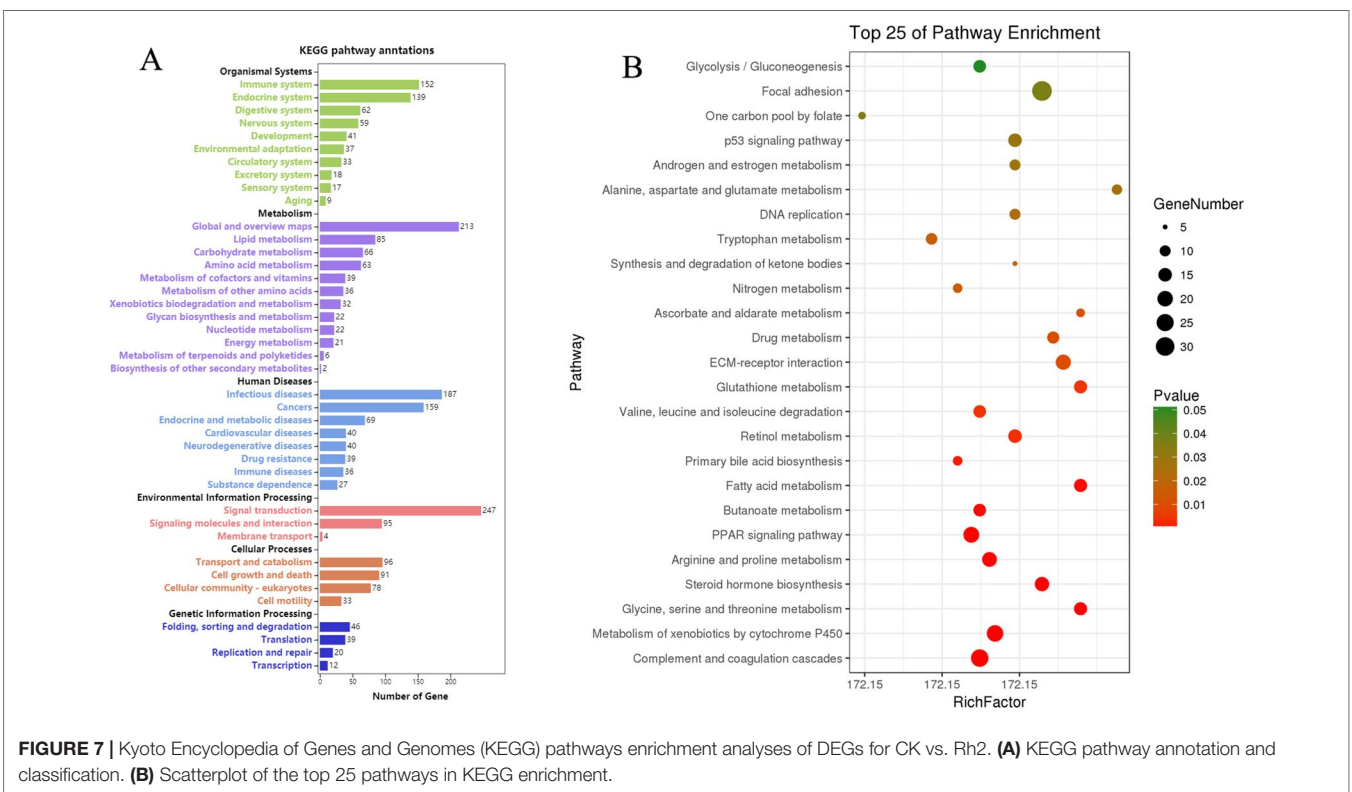 A
KEGG pahtway anntations
Organismal Systems
Immune system 152
Endocrine system 139
Digestive system 62
Nervous system 59
Development 41
Environmental adaptation 37
Circulatory system 33
Excretory system 18
Sensory system 17
Aging 9
Metabolism
Global and overview maps 213
Lipid metabolism 85
Carbohydrate metabolism 66
Amino acid metabolism 63
Metabolism of cofactors and vitamins 39
Metabolism of other amino acids 36
Xenobiotics biodegradation and metabolism 32
Glycan biosynthesis and metabolism 22
Nucleotide metabolism 22
Energy metabolism 21
Metabolism of terpenoids and polyketides 6
Biosynthesis of other secondary metabolites 2
Human Diseases
Infectious diseases 187
Cancers 159
Endocrine and metabolic diseases 69
Cardiovascular diseases 40
Neurodegenerative diseases 40
Drug resistance 39
Immune diseases 36
Substance dependence 27
Environmental Information Processing
Signal transduction 247
Signaling molecules and interaction 95
Membrane transport 4
Cellular Processes
Transport and catabolism 96
Cell growth and death 91
Cellular community - eukaryotes 78
Cell motility 33
Genetic Information Processing
Folding, sorting and degradation 46
Translation 39
Replication and repair 20
Transcription 12
0 50 100 150 200
Number of Gene
B
Top 25 of Pathway Enrichment
Pathway
Glycolysis / Gluconeogenesis
Focal adhesion
One carbon pool by folate
p53 signaling pathway
Androgen and estrogen metabolism
Alanine, aspartate and glutamate metabolism
DNA replication
Tryptophan metabolism
Synthesis and degradation of ketone bodies
Nitrogen metabolism
Ascorbate and aldarate metabolism
Drug metabolism
ECM-receptor interaction
Glutathione metabolism
Valine, leucine and isoleucine degradation
Retinol metabolism
Primary bile acid biosynthesis
Fatty acid metabolism
Butanoate metabolism
PPAR signaling pathway
Arginine and proline metabolism
Steroid hormone biosynthesis
Glycine, serine and threonine metabolism
Metabolism of xenobiotics by cytochrome P450
Complement and coagulation cascades
172.15 172.15 172.15
RichFactor
GeneNumber
5
10
15
20
25
30
Pvalue
0.05
0.04
0.03
0.02
0.01
FIGURE 7 | Kyoto Encyclopedia of Genes and Genomes (KEGG) pathways enrichment analyses of DEGs for CK vs. Rh2. (A) KEGG pathway annotation and
classification. (B) Scatterplot of the top 25 pathways in KEGG enrichment.